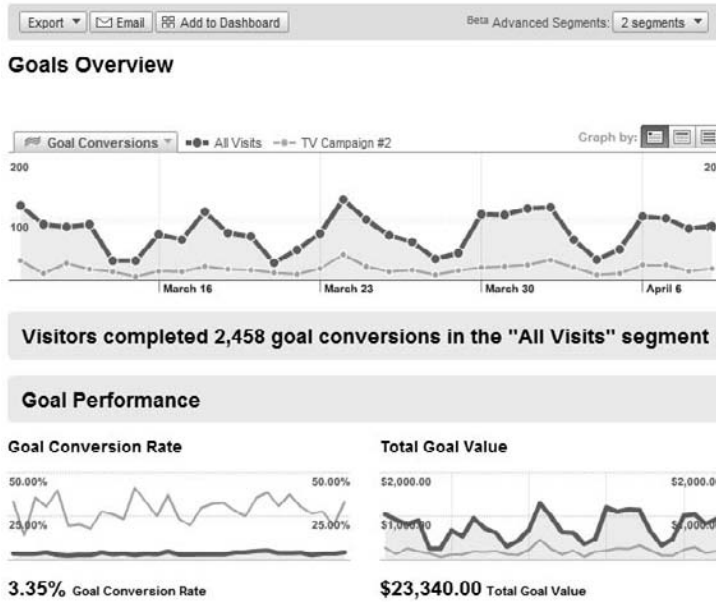 Export Email Add to Dashboard Beta Advanced Segments: 2 segments
Goals Overview
Goal Conversions All Visits TV Campaign #2 Graph by:
200 20
100
March 16 March 23 March 30 April 6
Visitors completed 2,458 goal conversions in the "All Visits" segment
Goal Performance
Goal Conversion Rate Total Goal Value
50.00% 50.00% $2,000.00 $2,000.
25.00% 25.00% $1,000.00 $1,000.
3.35% Goal Conversion Rate $23,340.00 Total Goal Value